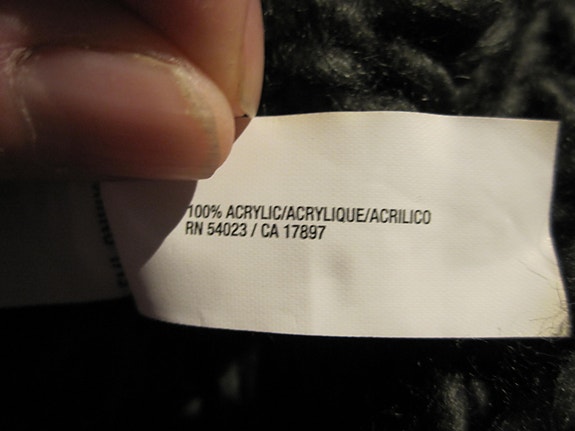 100% ACRYLIC/ACRYLIQUE/ACRILICO
RN 54023 / CA 17897